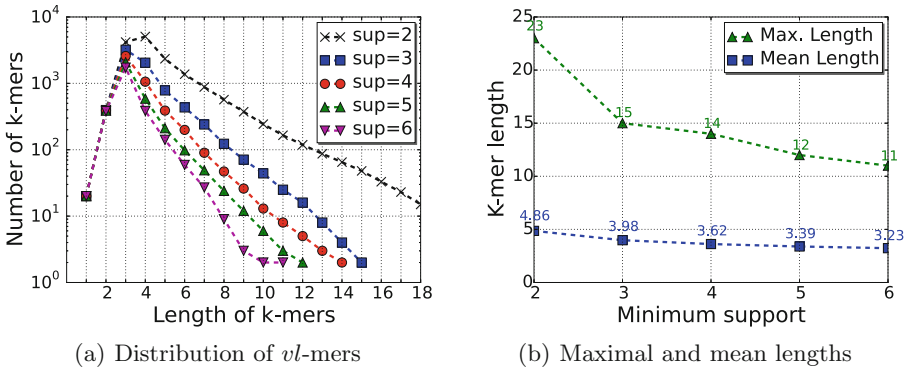 10⁴
10³
10²
10¹
10⁰
Number of k-mers
2 4 6 8 10 12 14 16 18
Length of k-mers
sup=2
sup=3
sup=4
sup=5
sup=6
(a) Distribution of vl-mers
25
20
15
10
5
0
K-mer length
23
15
14
12
11
4.86
3.98
3.62
3.39
3.23
Max. Length
Mean Length
2 3 4 5 6
Minimum support
(b) Maximal and mean lengths